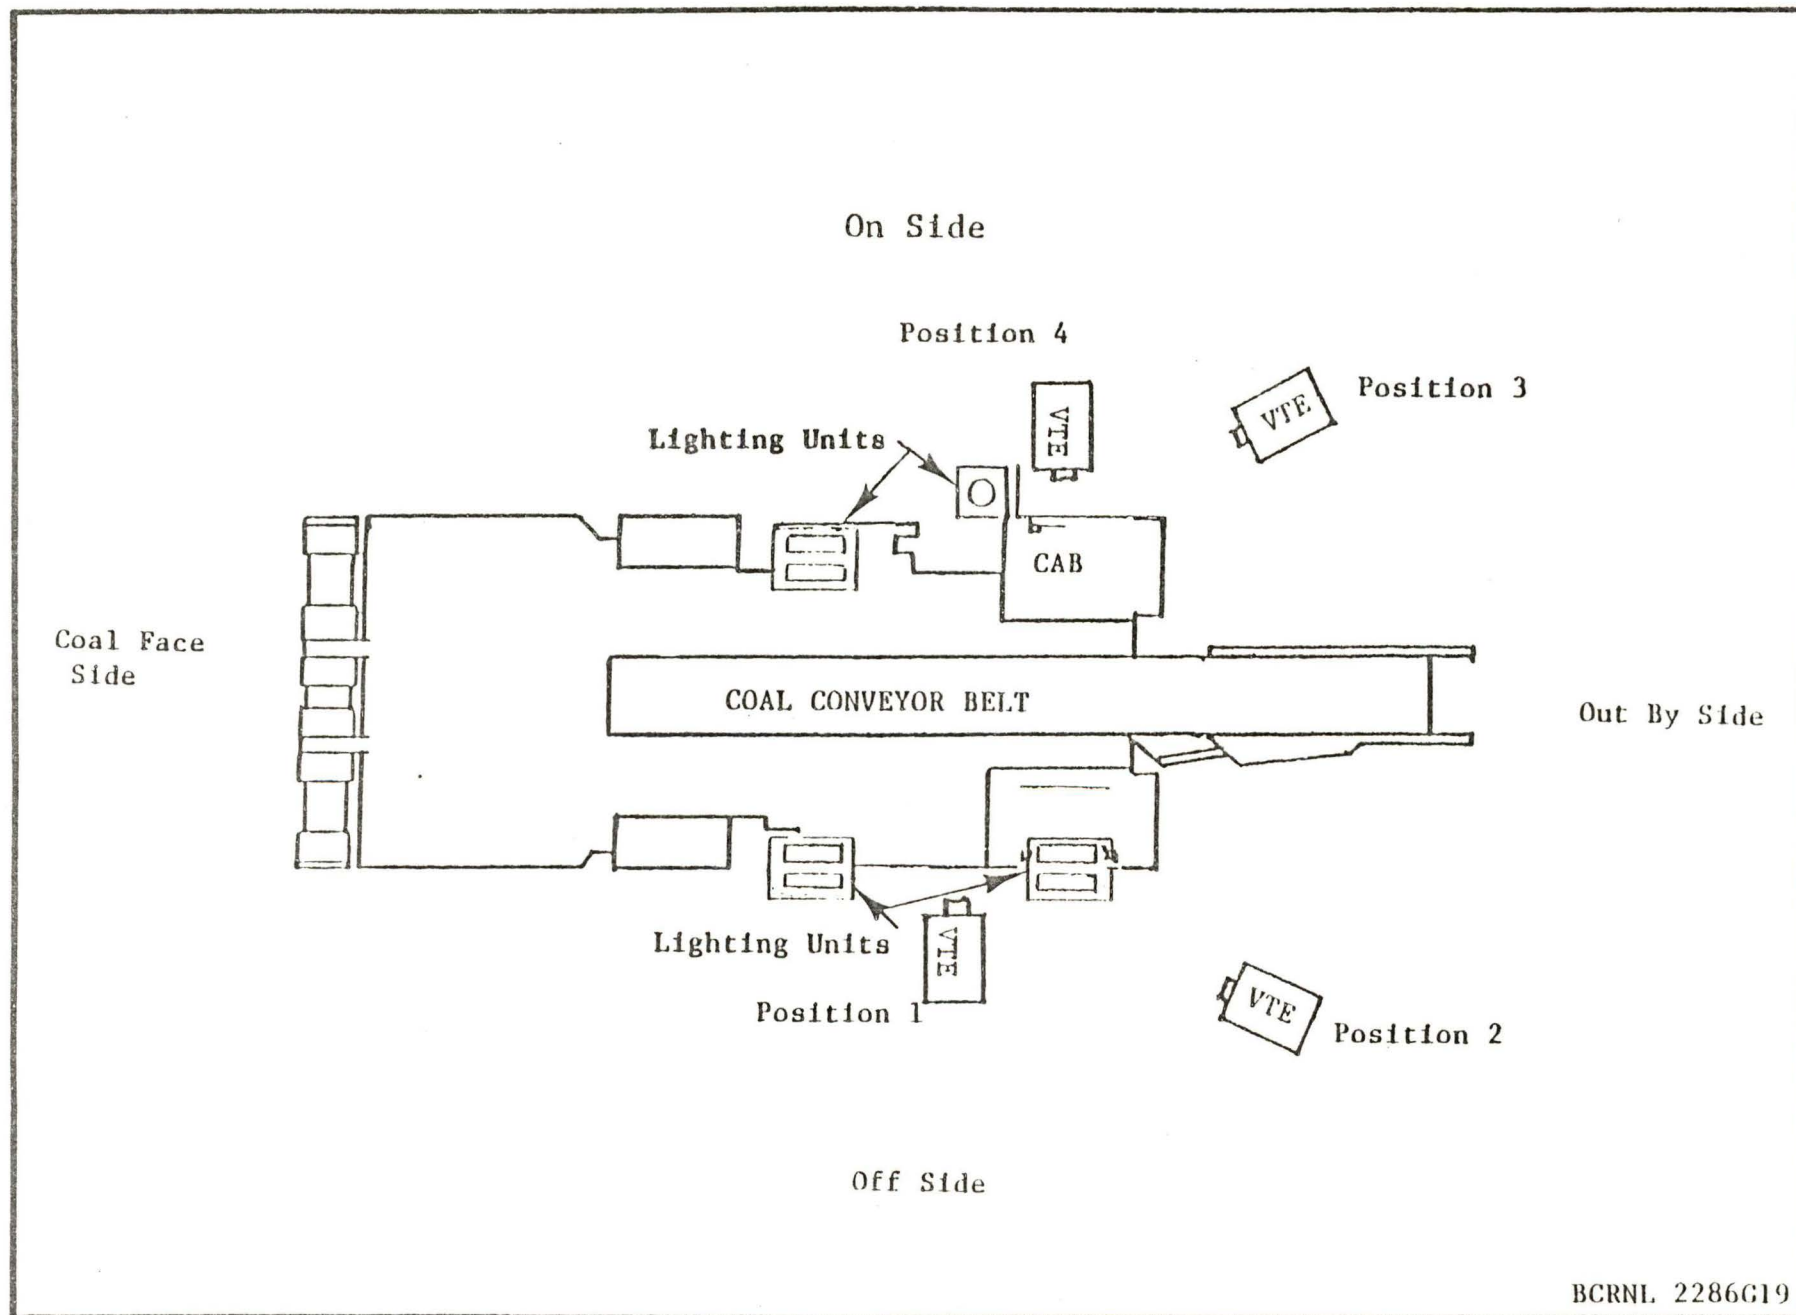 On Side
Position 4
VTE
VTE
Position 3
Lighting Units
CAB
Coal Face
Side
COAL CONVEYOR BELT
Out By Side
Lighting Units
VTE
Position 1
VTE
Position 2
Off Side
BCRNL 2286G19